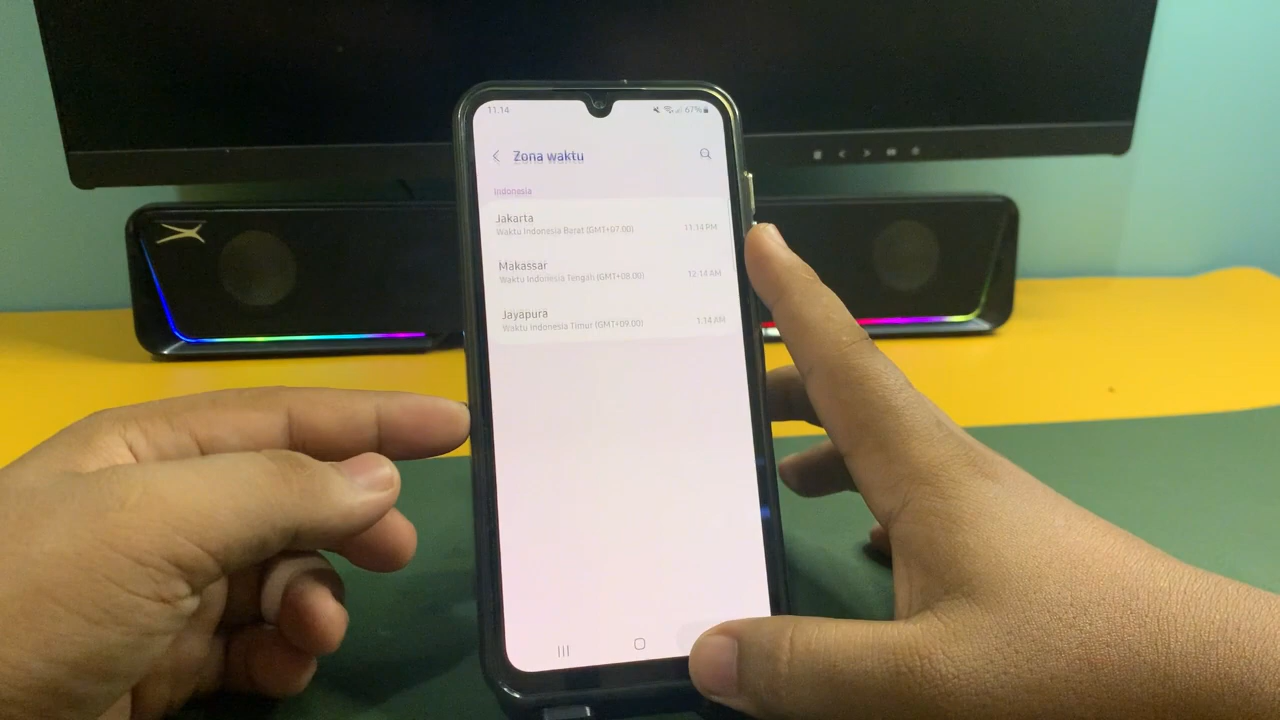 11.14
67%
Zona waktu
Indonesia
Jakarta
Waktu Indonesia Barat (GMT+07.00)
11.14 PM
Makassar
Waktu Indonesia Tengah (GMT+08.00)
12.14 AM
Jayapura
Waktu Indonesia Timur (GMT+09.00)
1.14 AM